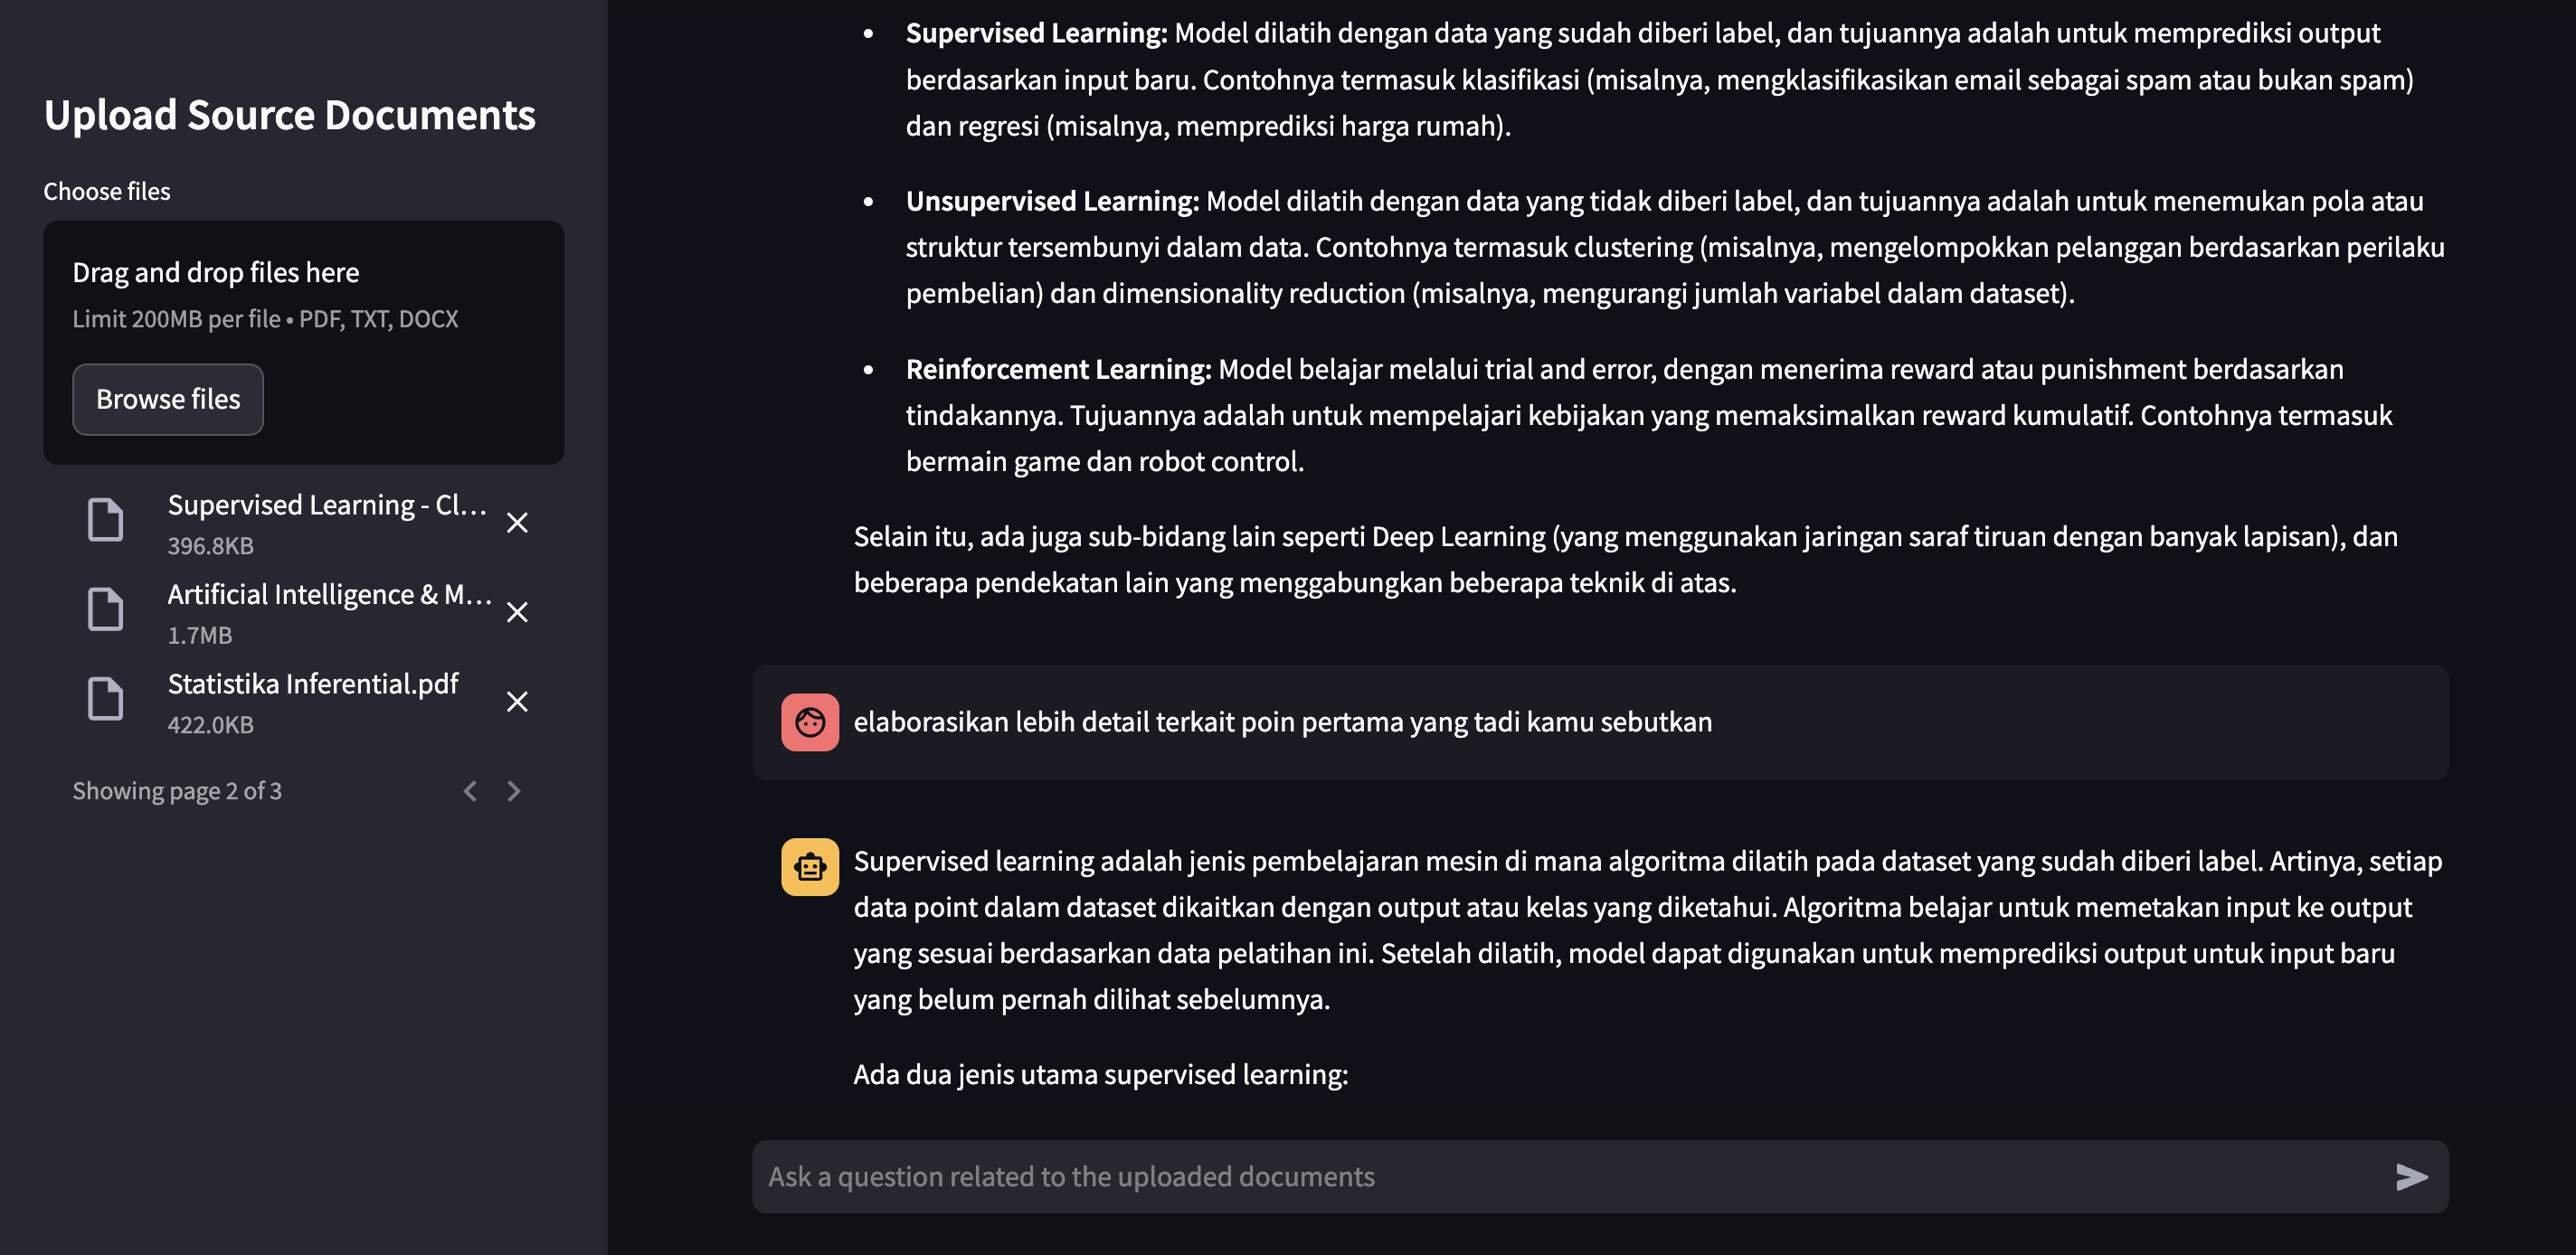 Upload Source Documents
Choose files
Drag and drop files here
Limit 200MB per file • PDF, TXT, DOCX
Browse files
Supervised Learning - Cl...
396.8KB
Artificial Intelligence & M...
1.7MB
Statistika Inferential.pdf
422.0KB
Showing page 2 of 3
• Supervised Learning: Model dilatih dengan data yang sudah diberi label, dan tujuannya adalah untuk memprediksi output
berdasarkan input baru. Contohnya termasuk klasifikasi (misalnya, mengklasifikasikan email sebagai spam atau bukan spam)
dan regresi (misalnya, memprediksi harga rumah).
• Unsupervised Learning: Model dilatih dengan data yang tidak diberi label, dan tujuannya adalah untuk menemukan pola atau
struktur tersembunyi dalam data. Contohnya termasuk clustering (misalnya, mengelompokkan pelanggan berdasarkan perilaku
pembelian) dan dimensionality reduction (misalnya, mengurangi jumlah variabel dalam dataset).
• Reinforcement Learning: Model belajar melalui trial and error, dengan menerima reward atau punishment berdasarkan
tindakannya. Tujuannya adalah untuk mempelajari kebijakan yang memaksimalkan reward kumulatif. Contohnya termasuk
bermain game dan robot control.
Selain itu, ada juga sub-bidang lain seperti Deep Learning (yang menggunakan jaringan saraf tiruan dengan banyak lapisan), dan
beberapa pendekatan lain yang menggabungkan beberapa teknik di atas.
elaborasikan lebih detail terkait poin pertama yang tadi kamu sebutkan
Supervised learning adalah jenis pembelajaran mesin di mana algoritma dilatih pada dataset yang sudah diberi label. Artinya, setiap
data point dalam dataset dikaitkan dengan output atau kelas yang diketahui. Algoritma belajar untuk memetakan input ke output
yang sesuai berdasarkan data pelatihan ini. Setelah dilatih, model dapat digunakan untuk memprediksi output untuk input baru
yang belum pernah dilihat sebelumnya.
Ada dua jenis utama supervised learning:
Ask a question related to the uploaded documents